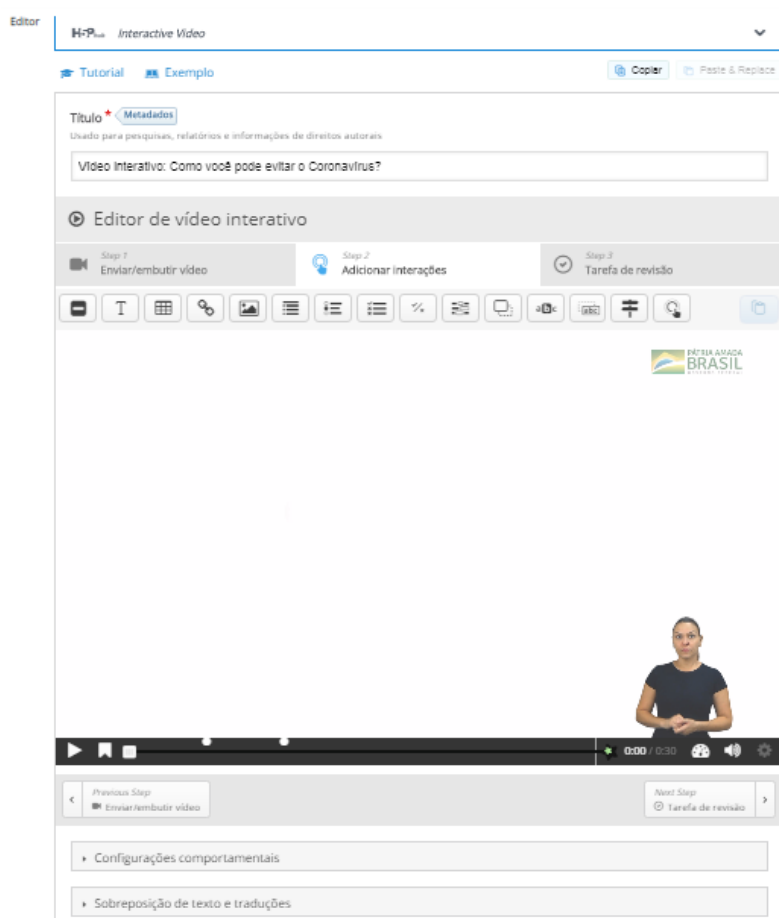 Editor
H5P Interactive Video
Tutorial Exemplo
Copiar Paste & Replace
Título * Metadados
Usado para pesquisas, relatórios e informações de direitos autorais
Vídeo Interativo: Como você pode evitar o Coronavírus?
Editor de vídeo interativo
Step 1
Enviar/embutir vídeo
Step 2
Adicionar interações
Step 3
Tarefa de revisão
T
abc
PÁTRIA AMADA
BRASIL
0:00 / 0:30
Previous Step
Enviar/embutir vídeo
Next Step
Tarefa de revisão
Configurações comportamentais
Sobreposição de texto e traduções